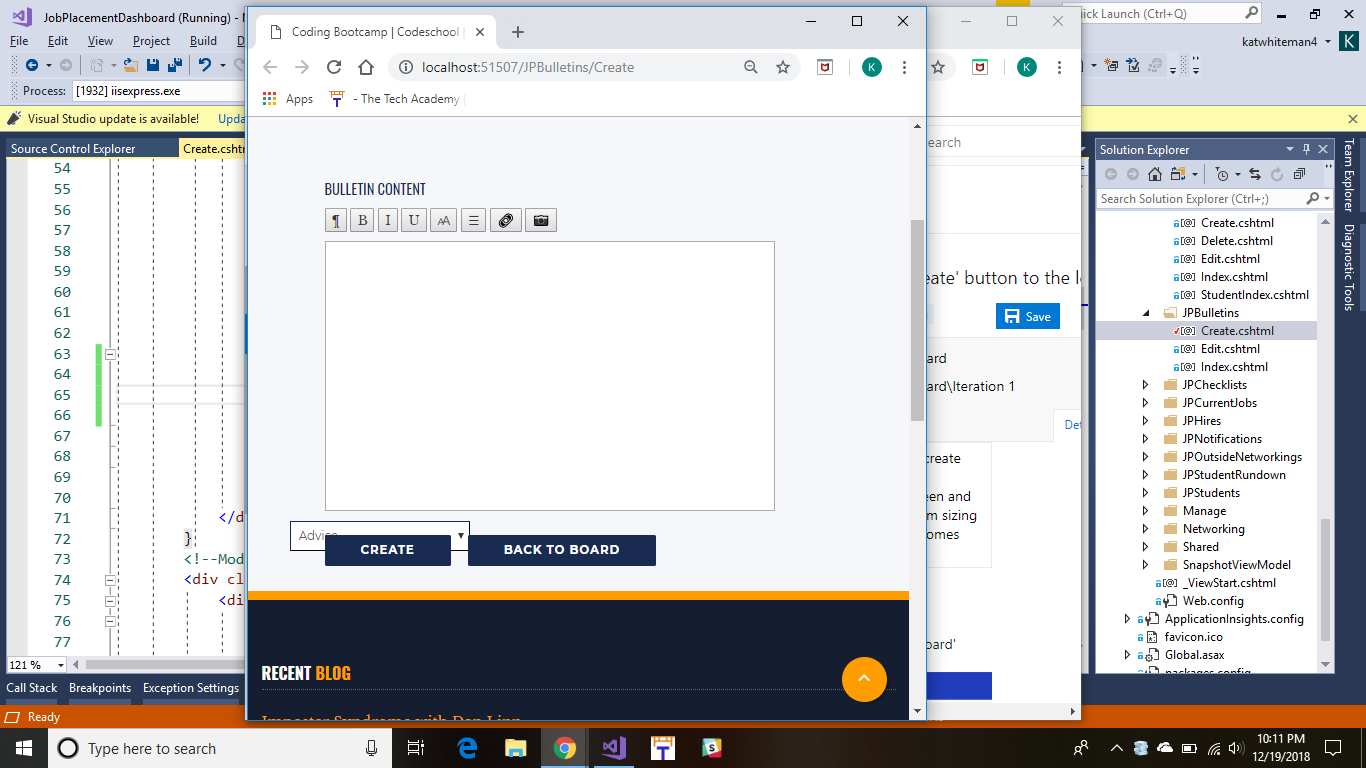 JobPlacementDashboard (Running) -
ick Launch (Ctrl+Q)
File Edit View Project Build D
katwhiteman4 K
Process: [1932] iisexpress.exe
Visual Studio update is available! Upda
Source Control Explorer Create.cshtm
54
55
56
57
58
59
60
61
62
63
64
65
66
67
68
69
70
71 </d
72 }
73 <!--Mod
74 <div cl
75 <di
76
77
121 %
Call Stack Breakpoints Exception Settings
Ready
Coding Bootcamp | Codeschool |
localhost:51507/JPBulletins/Create
K
Apps - The Tech Academy |
BULLETIN CONTENT
¶ B I U AA
Advice
CREATE BACK TO BOARD
RECENT BLOG
Imposter Syndrome with Dan Linn
K
earch
eate' button to the l
Save
ard
ard\Iteration 1
Det
create
een and
m sizing
omes
oard'
Solution Explorer
Search Solution Explorer (Ctrl+;)
Create.cshtml
Delete.cshtml
Edit.cshtml
Index.cshtml
StudentIndex.cshtml
JPBulletins
Create.cshtml
Edit.cshtml
Index.cshtml
JPChecklists
JPCurrentJobs
JPHires
JPNotifications
JPOutsideNetworkings
JPStudentRundown
JPStudents
Manage
Networking
Shared
SnapshotViewModel
_ViewStart.cshtml
Web.config
ApplicationInsights.config
favicon.ico
Global.asax
packages.config
Team Explorer
Diagnostic Tools
Type here to search
10:11 PM
12/19/2018